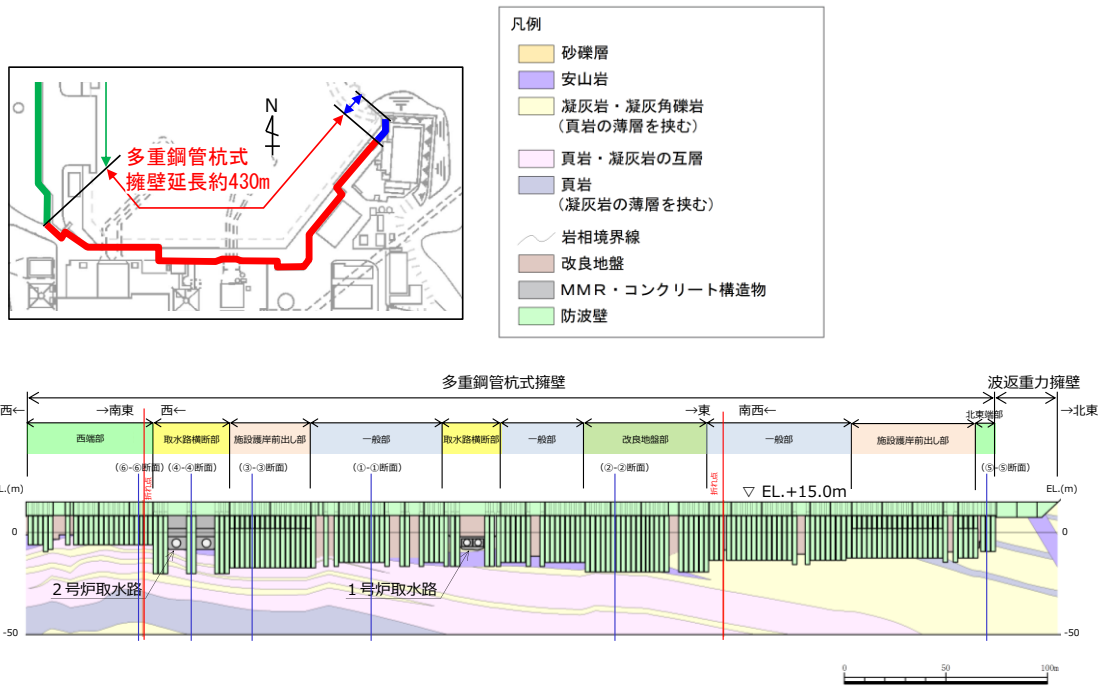 凡例
砂礫層
安山岩
凝灰岩・凝灰角礫岩
(頁岩の薄層を挟む)
頁岩・凝灰岩の互層
頁岩
(凝灰岩の薄層を挟む)
岩相境界線
改良地盤
MMR・コンクリート構造物
防波壁
N
多重鋼管杭式
擁壁延長約430m
多重鋼管杭式擁壁
波返重力擁壁
西←
→南東
西←
→東
南西←
→北東
西端部
取水路横断部
施設護岸前出し部
一般部
取水路横断部
一般部
改良地盤部
一般部
施設護岸前出し部
北東端部
(⑥-⑥断面)
(④-④断面)
(③-③断面)
(①-①断面)
(②-②断面)
(⑤-⑤断面)
折れ点
折れ点
EL.(m)
▽ EL.+15.0m
EL.(m)
0
0
2号炉取水路
1号炉取水路
-50
-50
0
50
100m